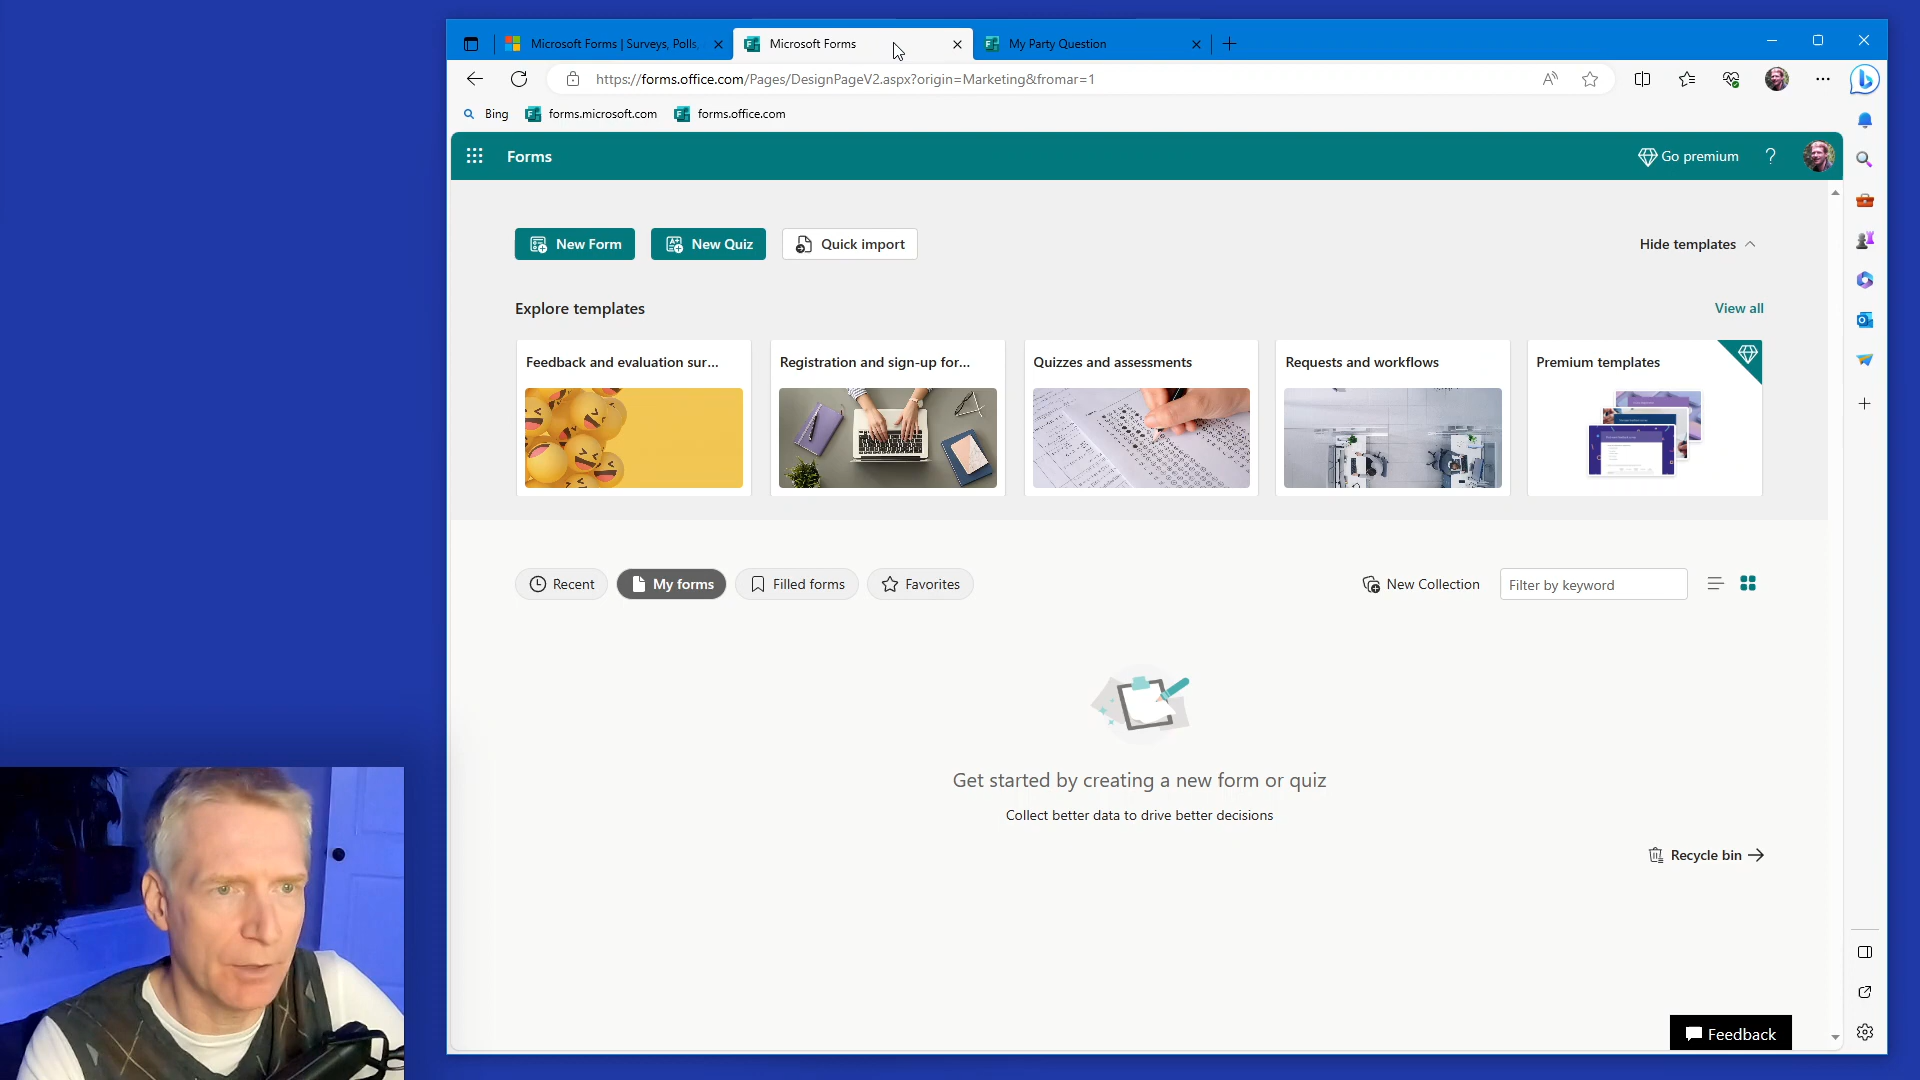 Microsoft Forms | Surveys, Polls,
Microsoft Forms
My Party Question
https://forms.office.com/Pages/DesignPageV2.aspx?origin=Marketing&fromar=1
Bing
forms.microsoft.com
forms.office.com
Forms
Go premium
?
New Form
New Quiz
Quick import
Hide templates
Explore templates
View all
Feedback and evaluation sur...
Registration and sign-up for...
Quizzes and assessments
Requests and workflows
Premium templates
Recent
My forms
Filled forms
Favorites
New Collection
Filter by keyword
Get started by creating a new form or quiz
Collect better data to drive better decisions
Recycle bin
Feedback